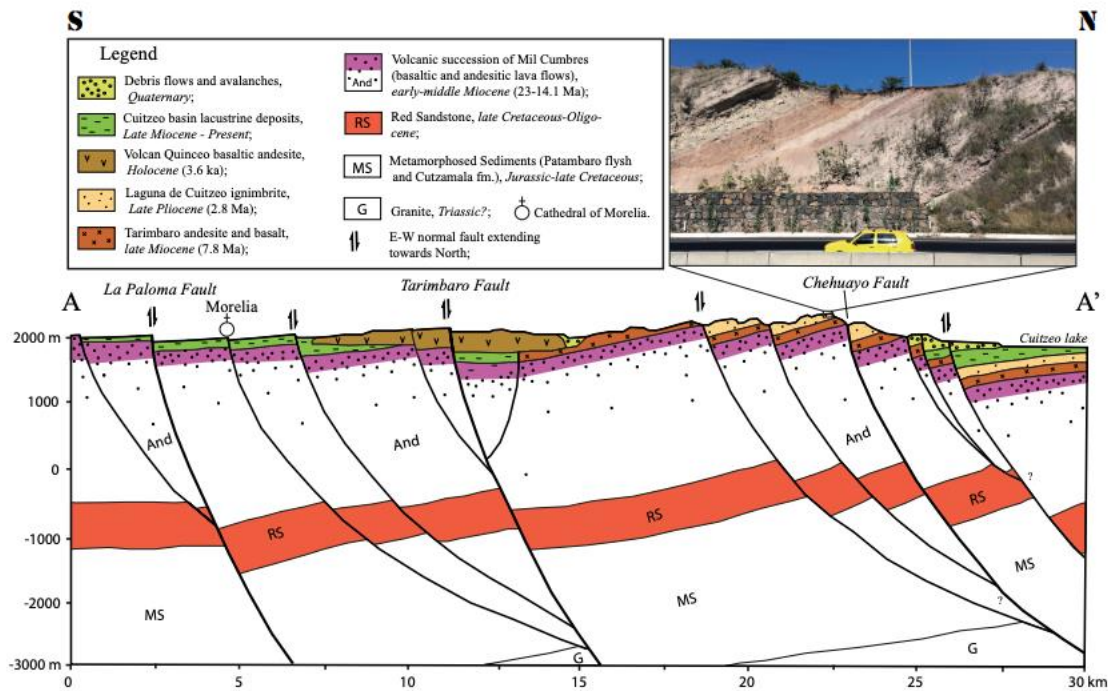 S
N
Legend
Debris flows and avalanches,
Quaternary;
Cuitzeo basin lacustrine deposits,
Late Miocene - Present;
Volcan Quinceo basaltic andesite,
Holocene (3.6 ka);
Laguna de Cuitzeo ignimbrite,
Late Pliocene (2.8 Ma);
Tarimbaro andesite and basalt,
late Miocene (7.8 Ma);
And
Volcanic succession of Mil Cumbres
(basaltic and andesitic lava flows),
early-middle Miocene (23-14.1 Ma);
RS
Red Sandstone, late Cretaceous-Oligo-
cene;
MS
Metamorphosed Sediments (Patambaro flysh
and Cutzamala fm.), Jurassic-late Cretaceous;
G
Granite, Triassic?;
Cathedral of Morelia.
E-W normal fault extending
towards North;
A
La Paloma Fault
Morelia
Tarimbaro Fault
Chehuayo Fault
A'
Cuitzeo lake
2000 m
1000
0
-1000
-2000
-3000 m
And
And
And
RS
RS
RS
MS
MS
MS
?
?
G
G
0
5
10
15
20
25
30 km